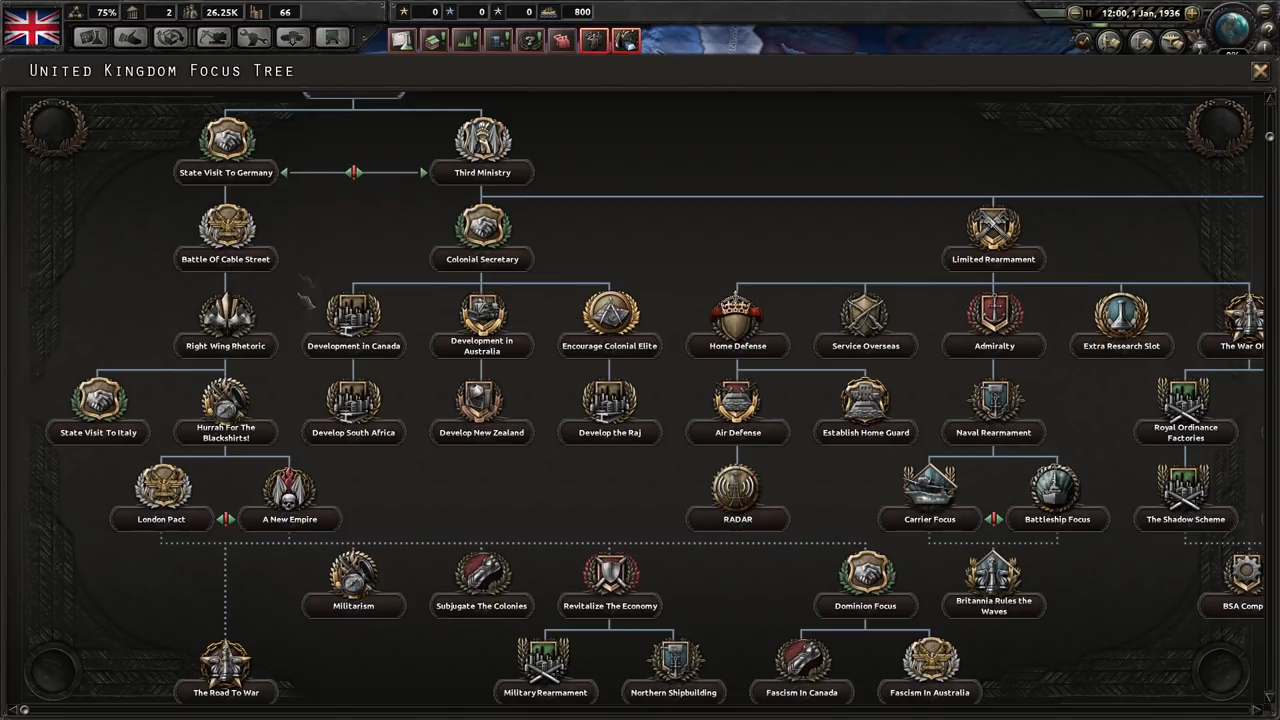 75%
2
26.25K
66
0
0
0
800
12:00, 1 Jan, 1936
United Kingdom Focus Tree
State Visit To Germany
Third Ministry
Battle Of Cable Street
Colonial Secretary
Limited Rearmament
Right Wing Rhetoric
Development in Canada
Development in
Australia
Encourage Colonial Elite
Home Defense
Service Overseas
Admiralty
Extra Research Slot
The War O
State Visit To Italy
Hurrah For The
Blackshirts!
Develop South Africa
Develop New Zealand
Develop the Raj
Air Defense
Establish Home Guard
Naval Rearmament
Royal Ordinance
Factories
London Pact
A New Empire
RADAR
Carrier Focus
Battleship Focus
The Shadow Scheme
Militarism
Subjugate The Colonies
Revitalize The Economy
Dominion Focus
Britannia Rules the
Waves
BSA Comp
The Road To War
Military Rearmament
Northern Shipbuilding
Fascism In Canada
Fascism In Australia